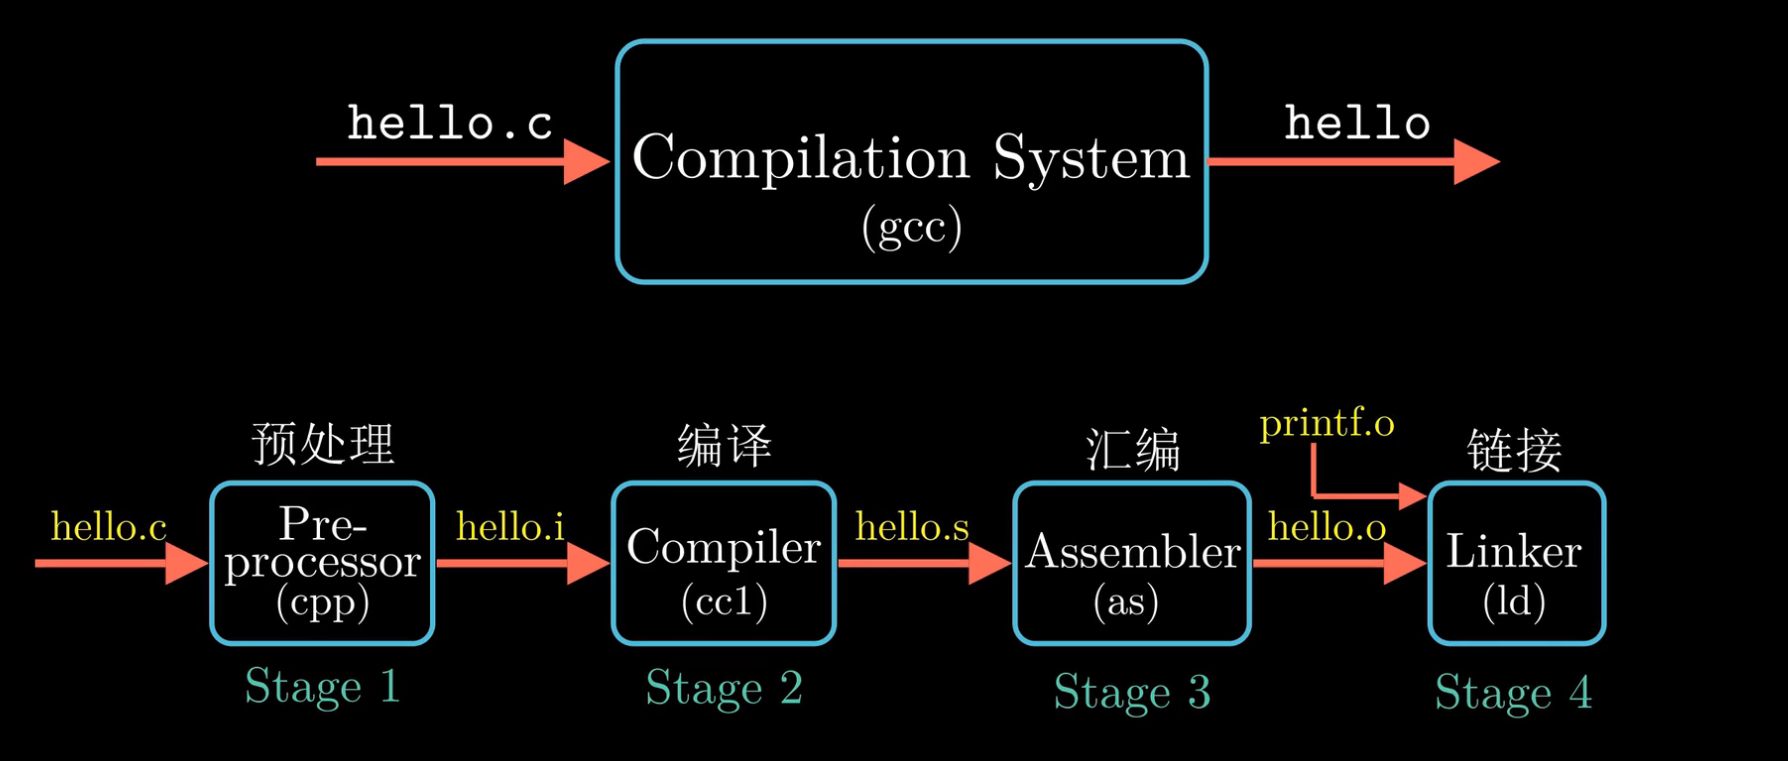 hello.c
Compilation System
(gcc)
hello
预处理
编译
汇编
printf.o
链接
hello.c
Pre-
processor
(cpp)
hello.i
Compiler
(cc1)
hello.s
Assembler
(as)
hello.o
Linker
(ld)
Stage 1
Stage 2
Stage 3
Stage 4